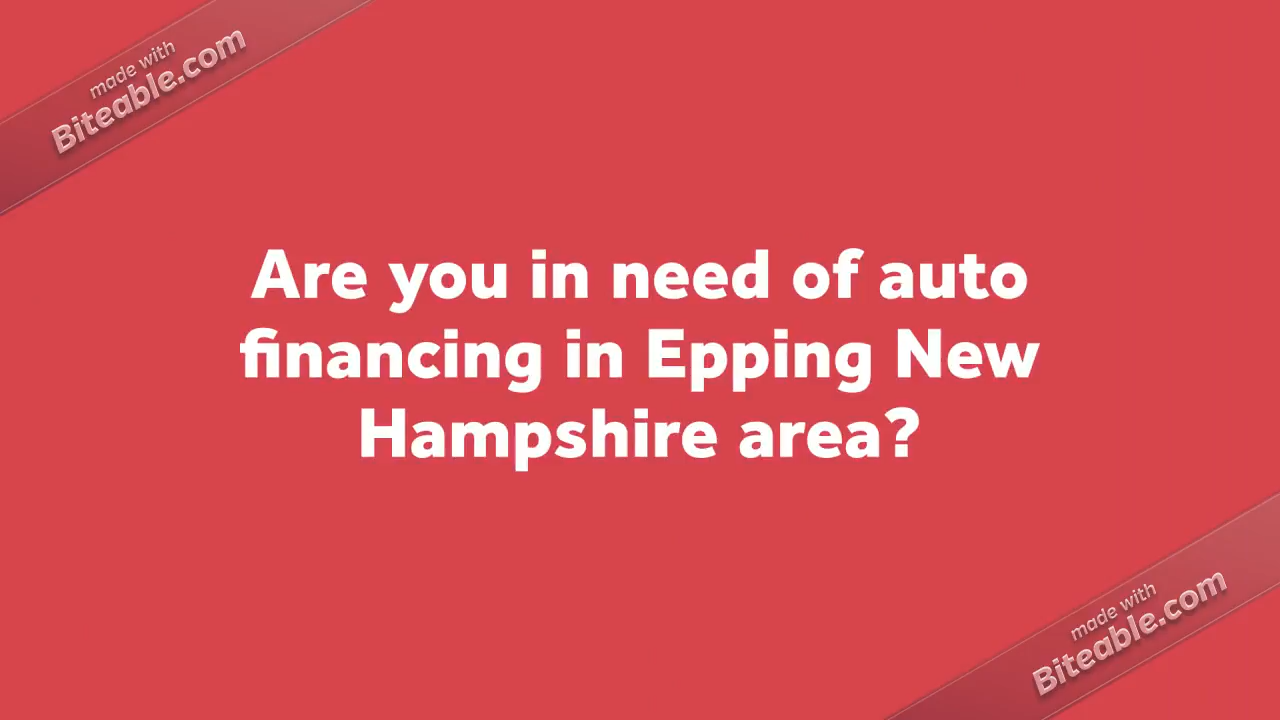 made with
Biteable.com
Are you in need of auto
financing in Epping New
Hampshire area?
made with
Biteable.com